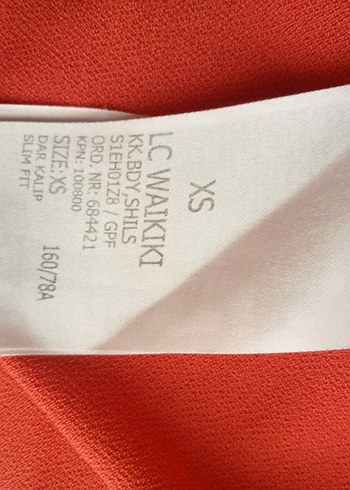 XS
LC WAIKIKI
KK.BDY.SHILS
S1EH01Z8 / GPF
ORD NR: 684421
KPN: 100800
SIZE: XS 160/78A
DAR KALIP
SLIM FIT